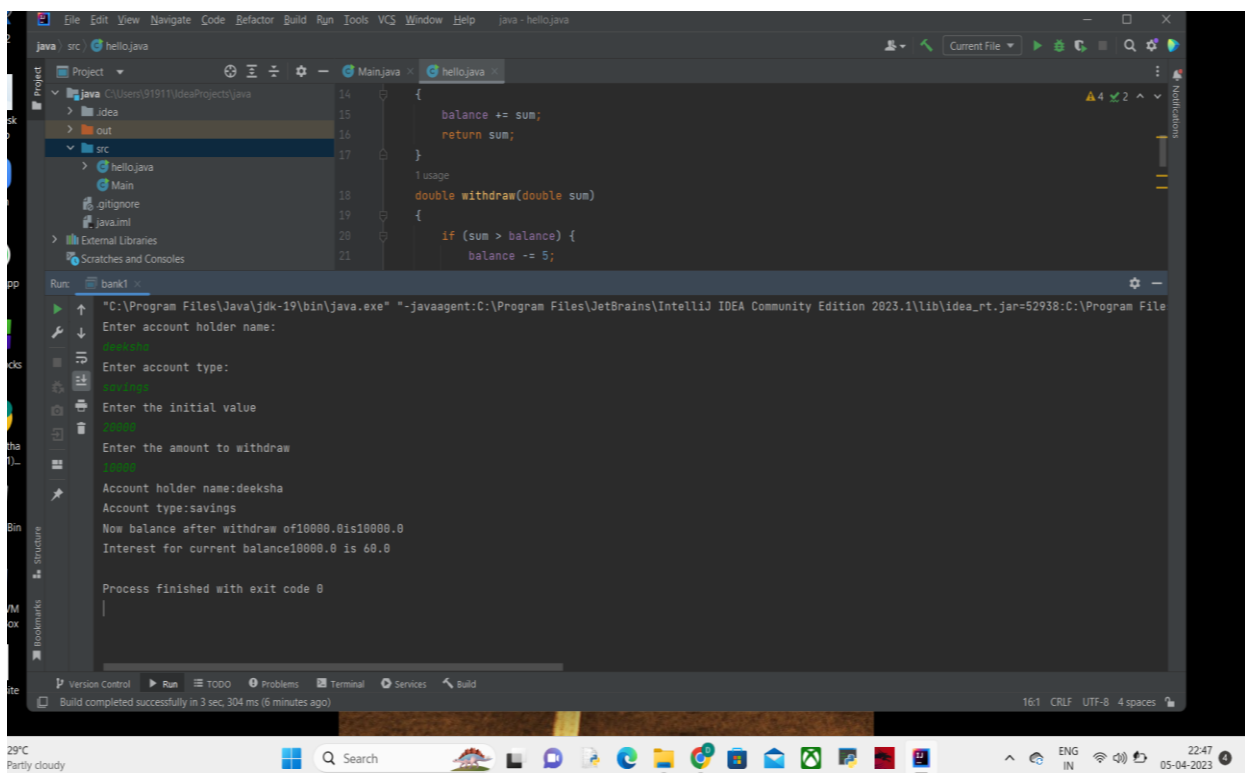 File Edit View Navigate Code Refactor Build Run Tools VCS Window Help java - hello.java
java src hello.java Current File
Project Main.java hello.java
Project
java C:\Users\91911\IdeaProjects\java
.idea
out
src
hello.java
Main
.gitignore
java.iml
External Libraries
Scratches and Consoles
14 {
15 balance += sum;
16 return sum;
17 }
1 usage
18 double withdraw(double sum)
19 {
20 if (sum > balance) {
21 balance -= 5;
4 2
Notifications
Run: bank1
"C:\Program Files\Java\jdk-19\bin\java.exe" "-javaagent:C:\Program Files\JetBrains\IntelliJ IDEA Community Edition 2023.1\lib\idea_rt.jar=52938:C:\Program File
Enter account holder name:
deeksha
Enter account type:
savings
Enter the initial value
20000
Enter the amount to withdraw
10000
Account holder name:deeksha
Account type:savings
Now balance after withdraw of10000.0is10000.0
Interest for current balance10000.0 is 60.0
Process finished with exit code 0
Structure
Bookmarks
Version Control Run TODO Problems Terminal Services Build
Build completed successfully in 3 sec, 304 ms (6 minutes ago) 16:1 CRLF UTF-8 4 spaces
29°C
Partly cloudy
Search
ENG
IN
22:47
05-04-2023
4